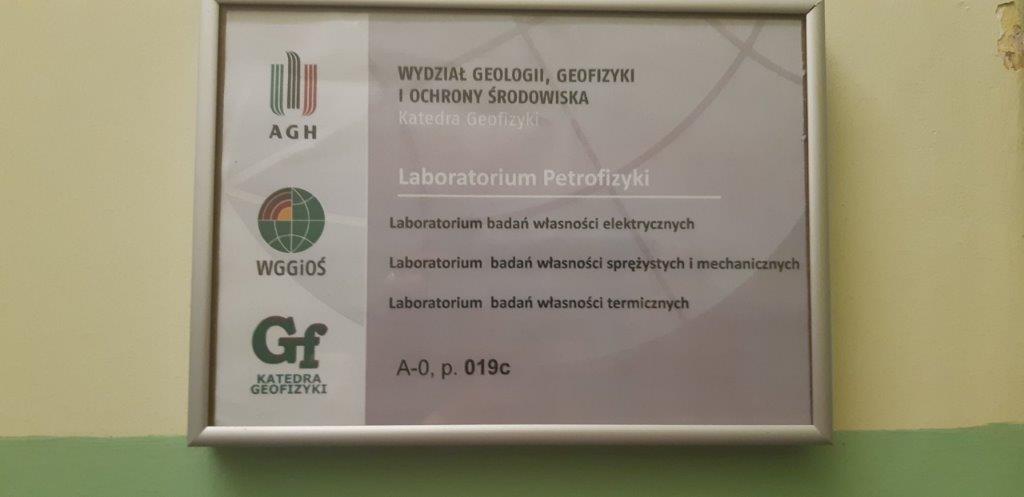 AGH
WGGiOŚ
Gf
KATEDRA
GEOFIZYKI
WYDZIAŁ GEOLOGII, GEOFIZYKI
I OCHRONY ŚRODOWISKA
Katedra Geofizyki
Laboratorium Petrofizyki
Laboratorium badań własności elektrycznych
Laboratorium badań własności sprężystych i mechanicznych
Laboratorium badań własności termicznych
A-0, p. 019c